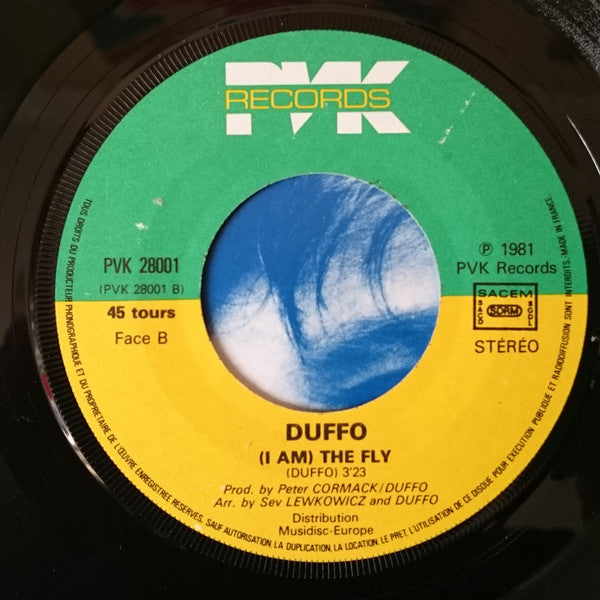 PVK
RECORDS
PVK 28001
(PVK 28001 B)
45 tours
Face B
℗ 1981
PVK Records
SACEM
SACD SDRM SGDL
STÉRÉO
DUFFO
(I AM) THE FLY
(DUFFO) 3'23
Prod. by Peter CORMACK/DUFFO
Arr. by Sev LEWKOWICZ and DUFFO
Distribution
Musidisc-Europe
TOUS DROITS DU PRODUCTEUR PHONOGRAPHIQUE ET DU PROPRIETAIRE DE L'ŒUVRE ENREGISTREE RESERVES, SAUF AUTORISATION, LA DUPLICATION, LA LOCATION, LE PRET, L'UTILISATION DE CE DISQUE POUR EXECUTION PUBLIQUE ET RADIODIFFUSION SONT INTERDITS. MADE IN FRANCE.